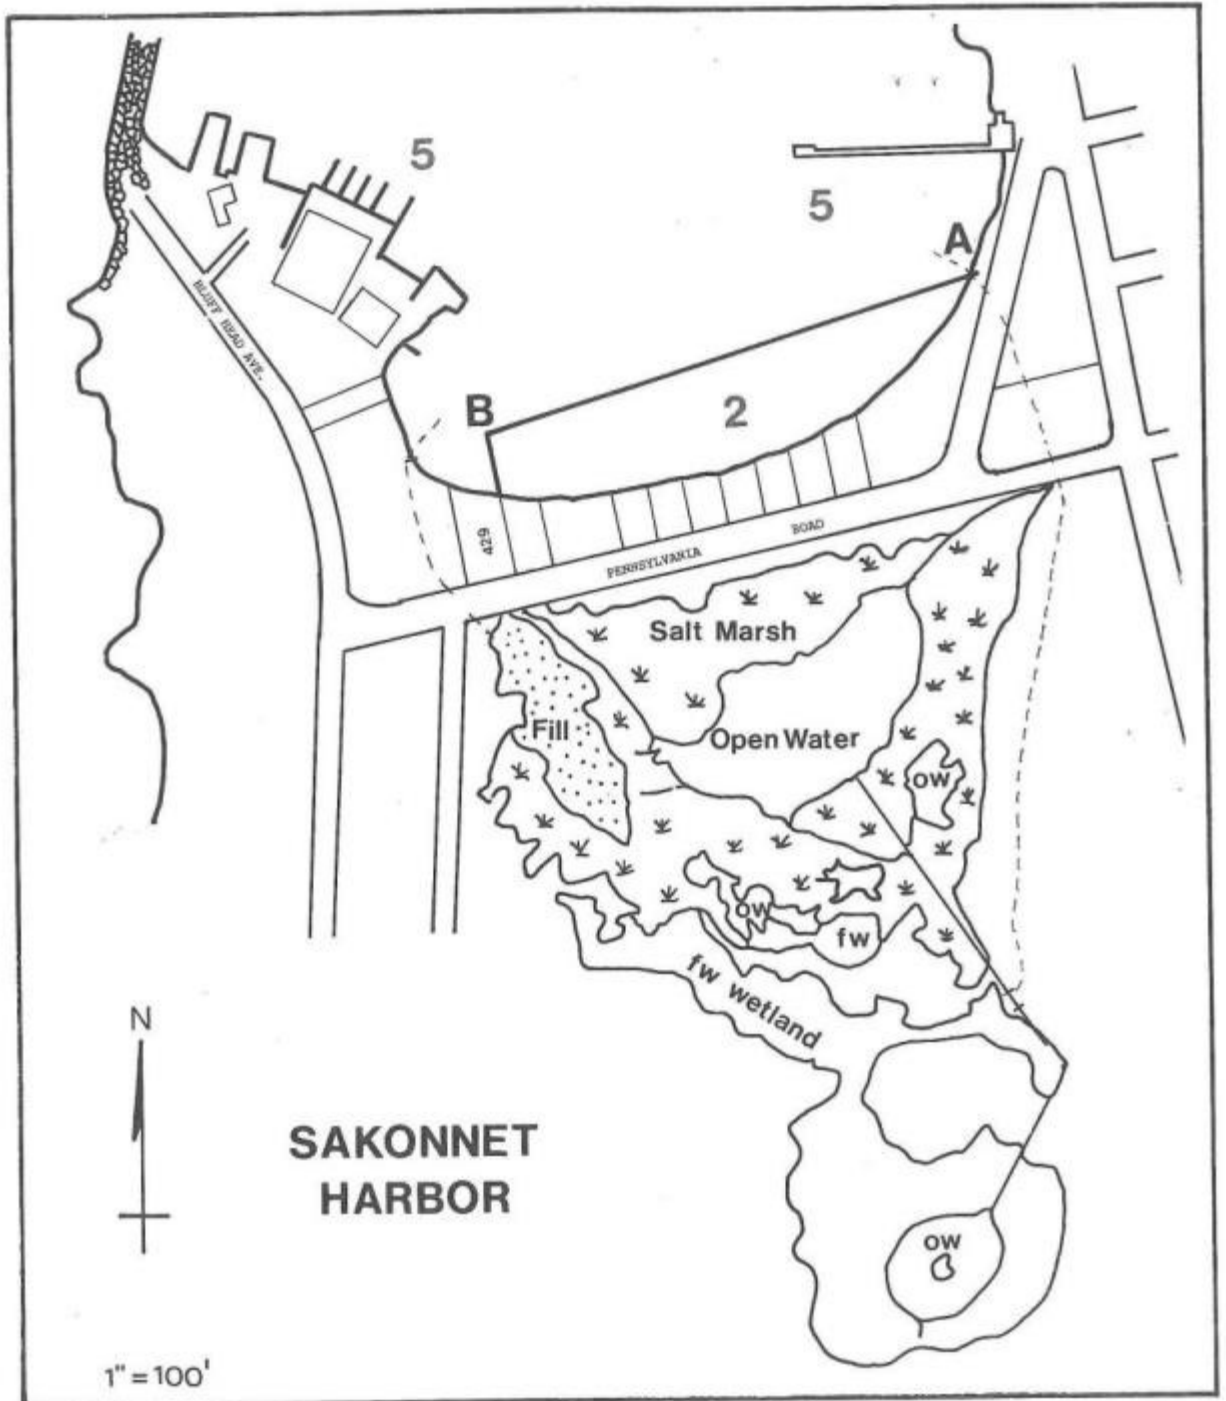 5
5
A
BLUFF HEAD AVE.
B
2
429
PENNSYLVANIA ROAD
Salt Marsh
Fill
Open Water
ow
ow
fw
fw wetland
N
SAKONNET
HARBOR
ow
1" = 100'